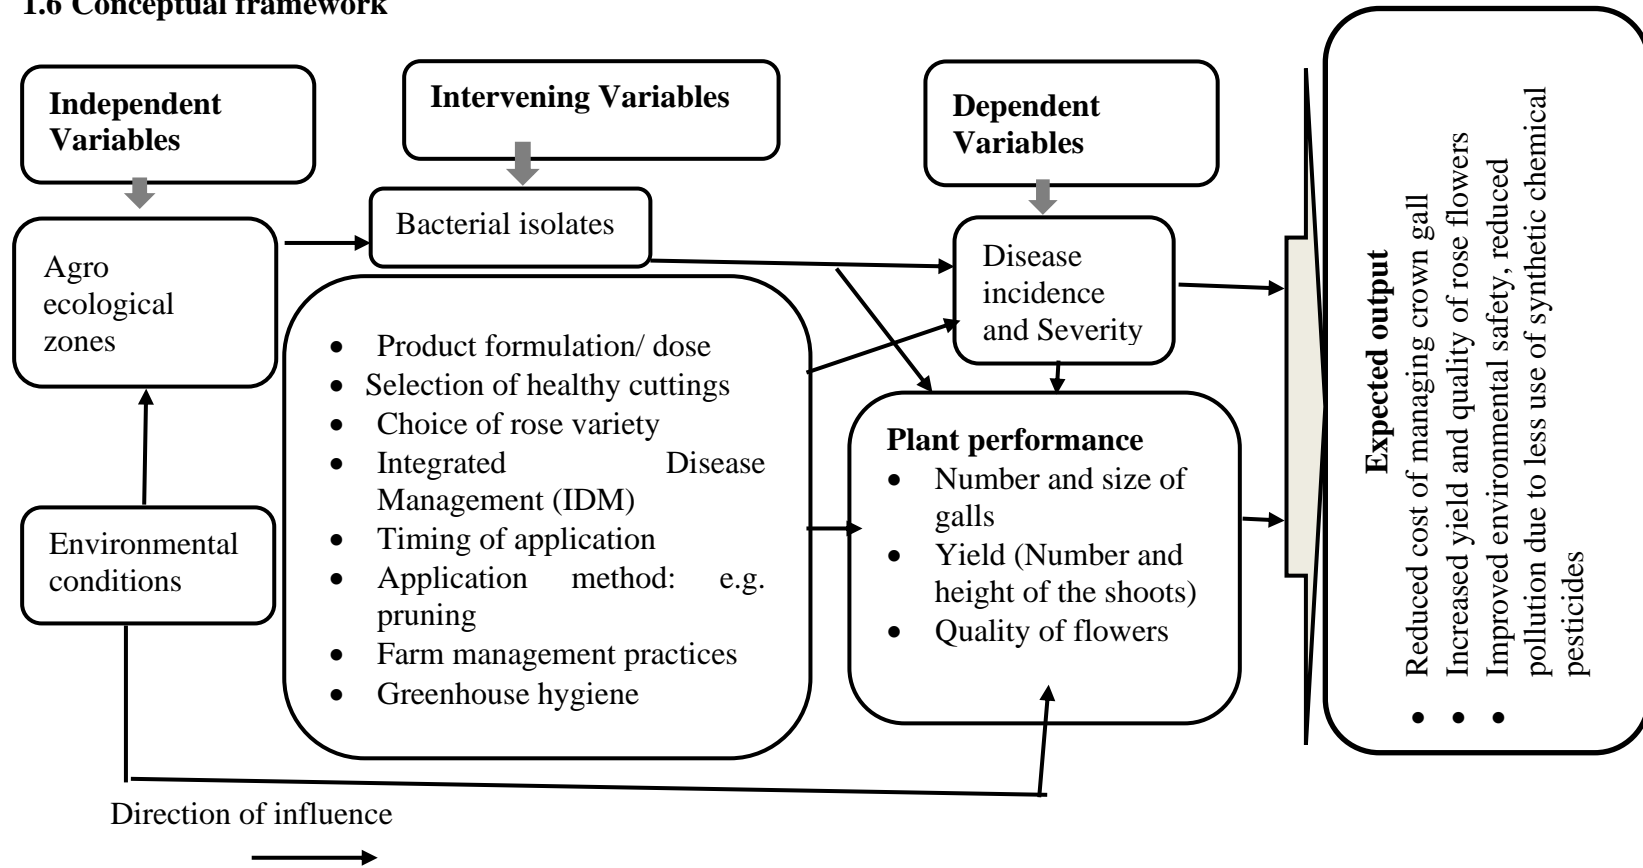 1.6 Conceptual framework
Independent
Variables
Intervening Variables
Dependent
Variables
Agro
ecological
zones
Bacterial isolates
Disease
incidence
and Severity
Environmental
conditions
• Product formulation/ dose
• Selection of healthy cuttings
• Choice of rose variety
• Integrated Disease
Management (IDM)
• Timing of application
• Application method: e.g.
pruning
• Farm management practices
• Greenhouse hygiene
Plant performance
• Number and size of
galls
• Yield (Number and
height of the shoots)
• Quality of flowers
Expected output
• Reduced cost of managing crown gall
• Increased yield and quality of rose flowers
• Improved environmental safety, reduced
pollution due to less use of synthetic chemical
pesticides
Direction of influence